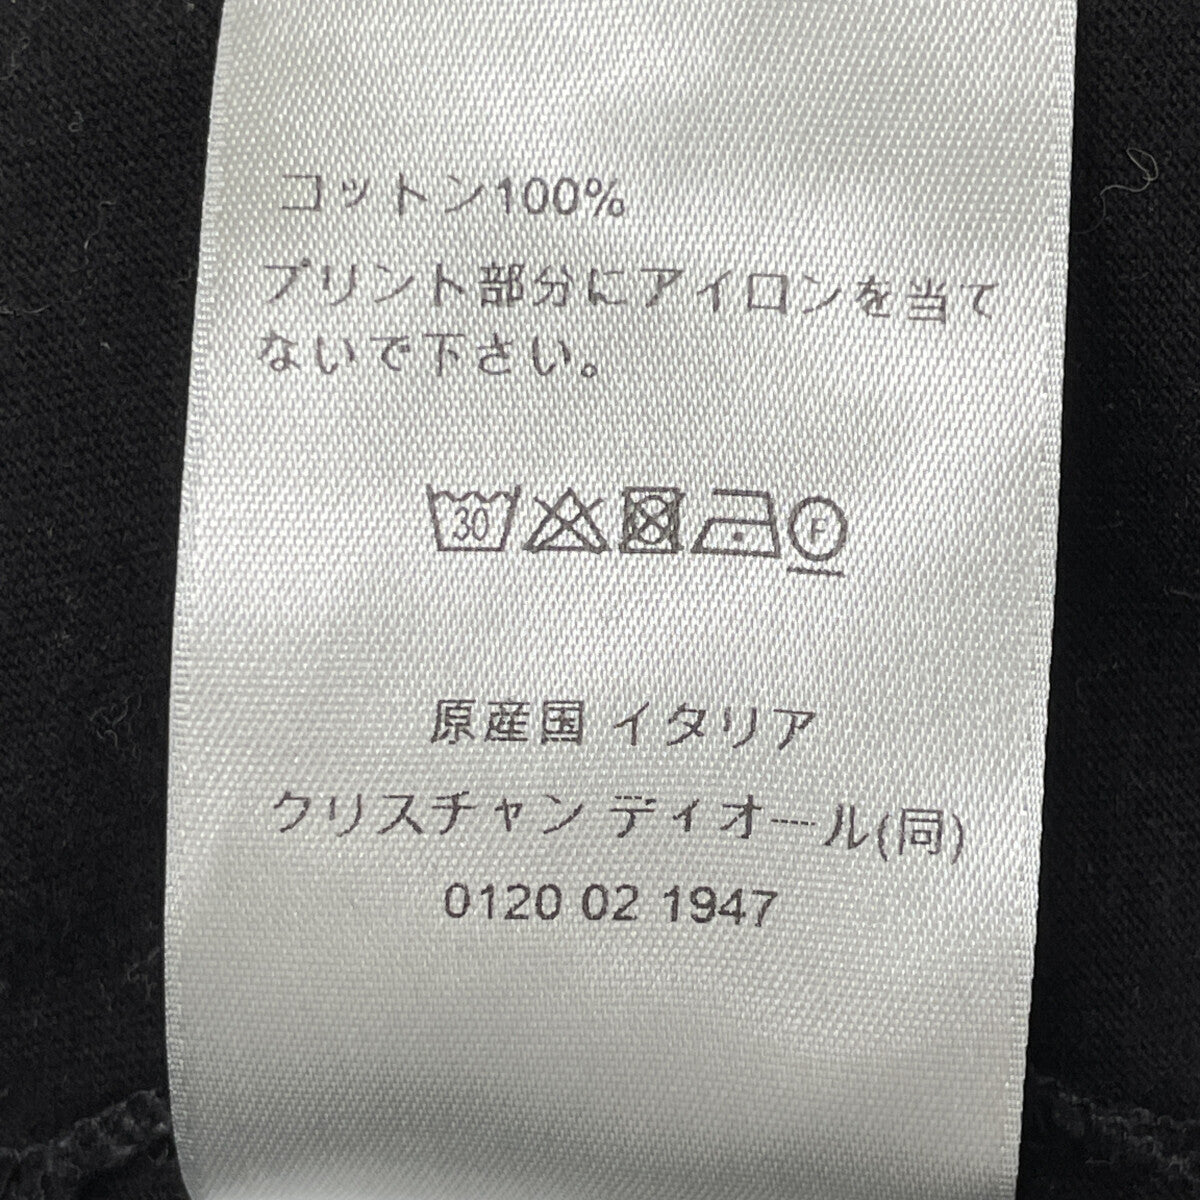 コットン100%
プリント部分にアイロンを当て
ないで下さい。
30 F
原産国 イタリア
クリスチャン ディオール(同)
0120 02 1947